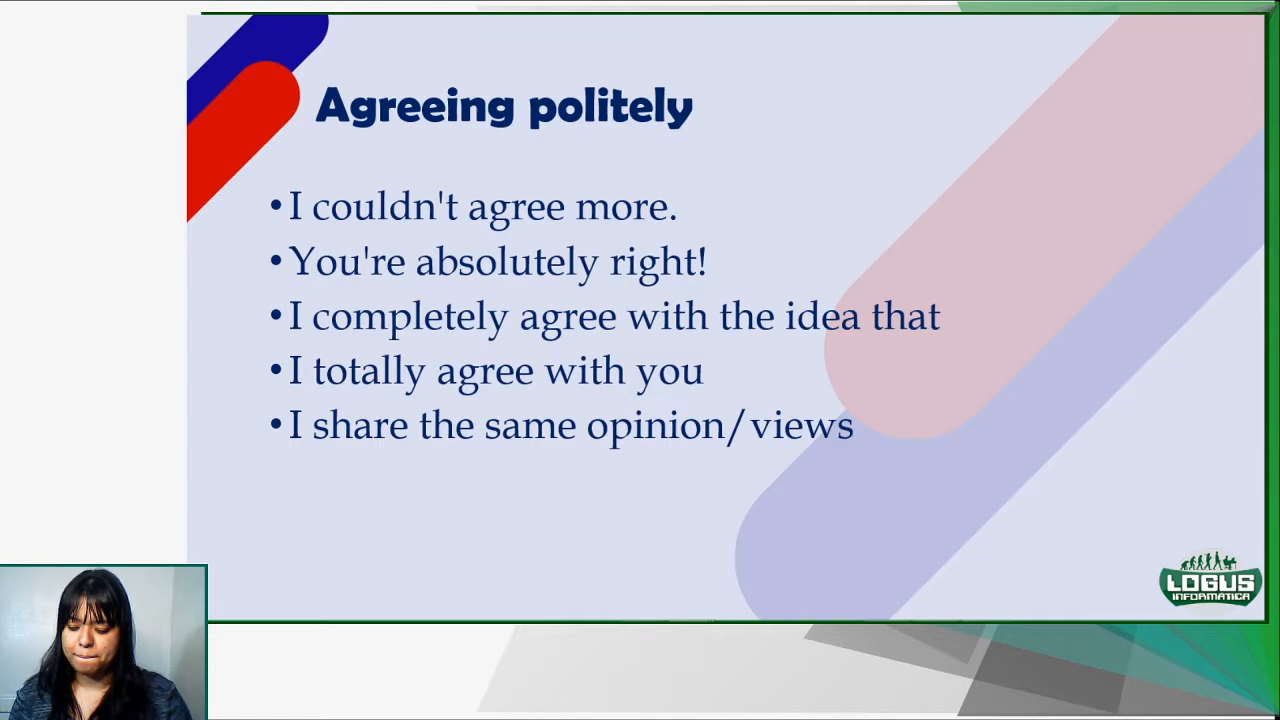 Agreeing politely
•I couldn't agree more.
•You're absolutely right!
•I completely agree with the idea that
•I totally agree with you
•I share the same opinion/views
LOGUS
INFORMATICA